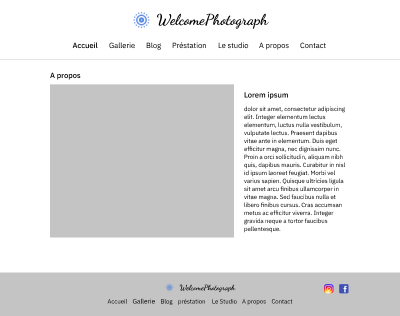 WelcomePhotograph
Accueil Gallerie Blog Préstation Le studio A propos Contact
A propos
Lorem ipsum
dolor sit amet, consectetur adipiscing
elit. Integer elementum lectus
elementum, luctus nulla vestibulum,
vulputate lectus. Praesent dapibus
vitae ante in elementum. Duis eget
efficitur magna, nec dignissim nunc.
Proin a orci sollicitudin, aliquam nibh
quis, dapibus mauris. Curabitur in nisl
id ipsum laoreet feugiat. Morbi vel
varius sapien. Quisque ultricies ligula
sit amet arcu finibus ullamcorper in
vitae magna. Sed faucibus nulla et
libero finibus cursus. Cras accumsan
metus ac efficitur viverra. Integer
gravida neque a tortor faucibus
pellentesque.
WelcomePhotograph
Accueil Gallerie Blog préstation Le Studio A propos Contact